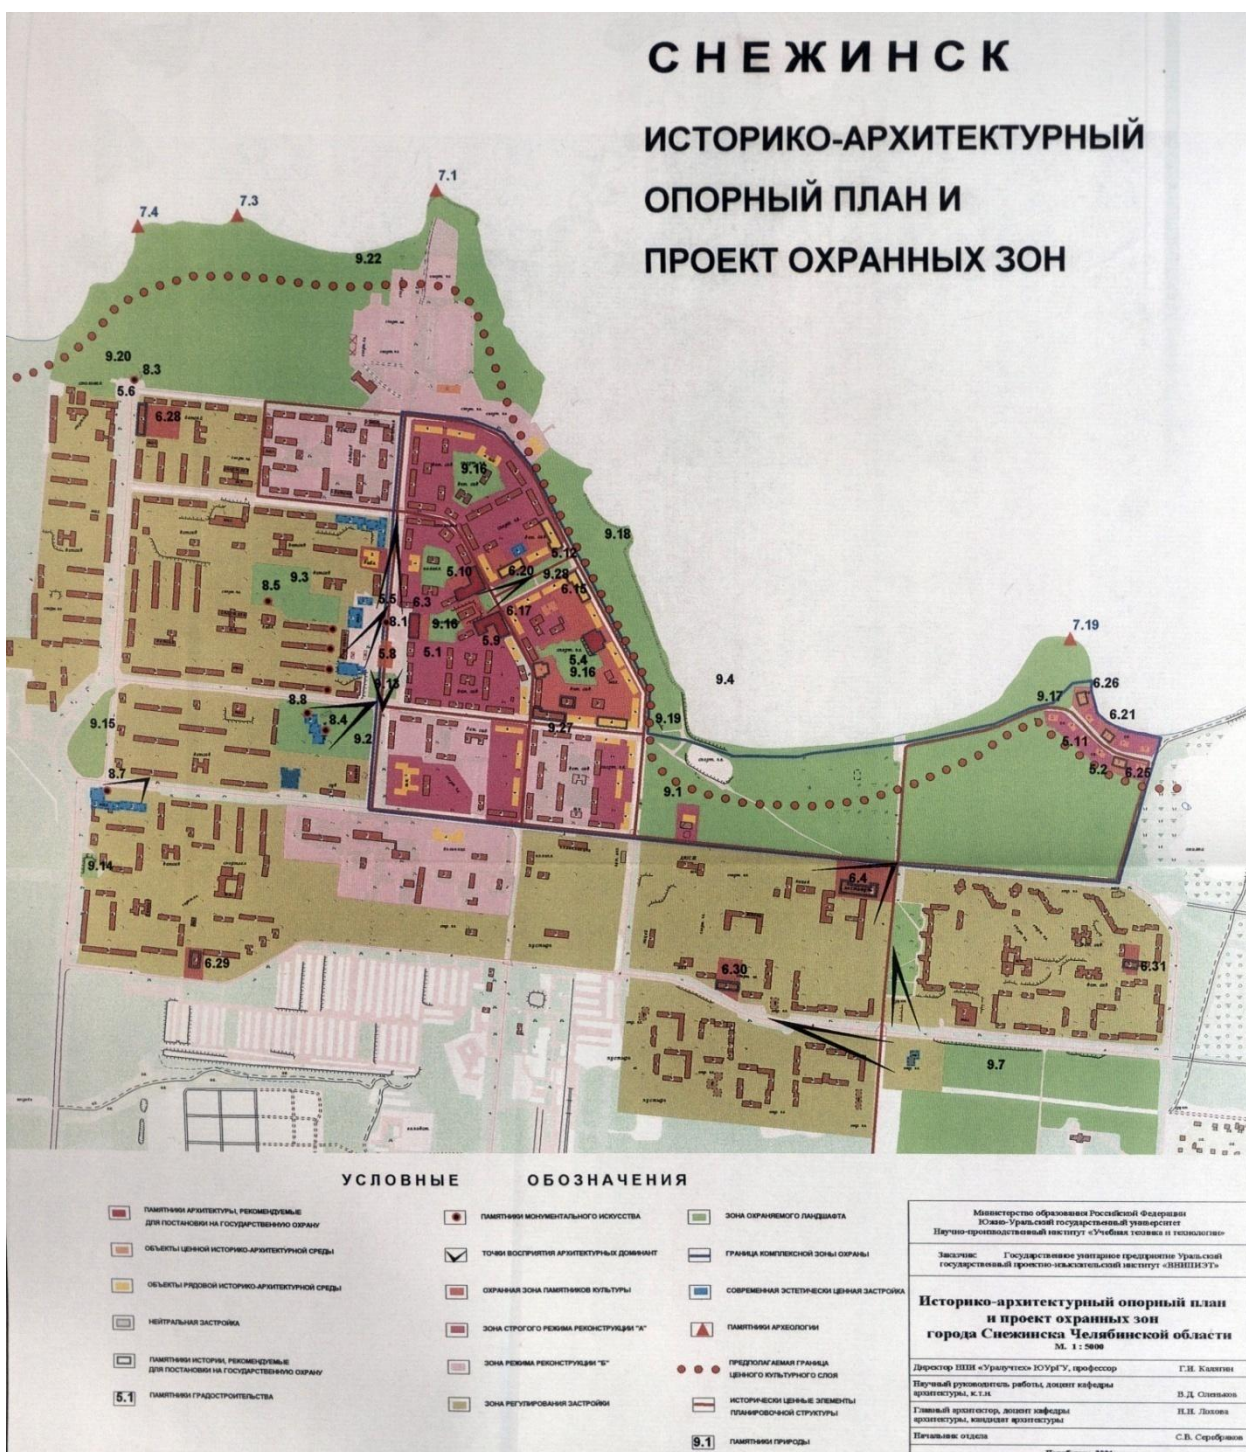 СНЕЖИНСК
ИСТОРИКО-АРХИТЕКТУРНЫЙ
ОПОРНЫЙ ПЛАН И
ПРОЕКТ ОХРАННЫХ ЗОН
7.1
7.3
7.4
9.22
9.20
8.3
5.6
6.28
9.16
9.18
5.12
6.20
9.28
5.10
6.15
9.3
8.5
5.5
6.3
8.1
6.17
9.16
5.9
5.1
5.8
5.4
9.16
7.19
9.4
6.26
9.17
6.21
9.13
8.8
8.4
9.2
9.15
9.19
9.27
5.11
5.2
6.25
8.7
9.1
9.14
6.4
6.29
6.30
6.31
9.7
УСЛОВНЫЕ ОБОЗНАЧЕНИЯ
ПАМЯТНИКИ АРХИТЕКТУРЫ, РЕКОМЕНДУЕМЫЕ
ДЛЯ ПОСТАНОВКИ НА ГОСУДАРСТВЕННУЮ ОХРАНУ
ОБЪЕКТЫ ЦЕННОЙ ИСТОРИКО-АРХИТЕКТУРНОЙ СРЕДЫ
ОБЪЕКТЫ РЯДОВОЙ ИСТОРИКО-АРХИТЕКТУРНОЙ СРЕДЫ
НЕЙТРАЛЬНАЯ ЗАСТРОЙКА
ПАМЯТНИКИ ИСТОРИИ, РЕКОМЕНДУЕМЫЕ
ДЛЯ ПОСТАНОВКИ НА ГОСУДАРСТВЕННУЮ ОХРАНУ
5.1 ПАМЯТНИКИ ГРАДОСТРОИТЕЛЬСТВА
ПАМЯТНИКИ МОНУМЕНТАЛЬНОГО ИСКУССТВА
ТОЧКИ ВОСПРИЯТИЯ АРХИТЕКТУРНЫХ ДОМИНАНТ
ОХРАННАЯ ЗОНА ПАМЯТНИКОВ КУЛЬТУРЫ
ЗОНА СТРОГОГО РЕЖИМА РЕКОНСТРУКЦИИ "А"
ЗОНА РЕЖИМА РЕКОНСТРУКЦИИ "Б"
ЗОНА РЕГУЛИРОВАНИЯ ЗАСТРОЙКИ
ЗОНА ОХРАНЯЕМОГО ЛАНДШАФТА
ГРАНИЦА КОМПЛЕКСНОЙ ЗОНЫ ОХРАНЫ
СОВРЕМЕННАЯ ЭСТЕТИЧЕСКИ ЦЕННАЯ ЗАСТРОЙКА
ПАМЯТНИКИ АРХЕОЛОГИИ
ПРЕДПОЛАГАЕМАЯ ГРАНИЦА
ЦЕННОГО КУЛЬТУРНОГО СЛОЯ
ИСТОРИЧЕСКИ ЦЕННЫЕ ЭЛЕМЕНТЫ
ПЛАНИРОВОЧНОЙ СТРУКТУРЫ
9.1 ПАМЯТНИКИ ПРИРОДЫ
Министерство образования Российской Федерации
Южно-Уральский государственный университет
Научно-производственный институт «Учебная техника и технологии»
Заказчик: Государственное унитарное предприятие Уральский
государственный проектно-изыскательский институт «ВНИПИЭТ»
Историко-архитектурный опорный план
и проект охранных зон
города Снежинска Челябинской области
М. 1 : 5000
Директор НПИ «Уралучтех» ЮУрГУ, профессор Г.И. Калягин
Научный руководитель работы, доцент кафедры
архитектуры, к.т.н. В.Д. Оленьков
Главный архитектор, доцент кафедры
архитектуры, кандидат архитектуры Н.Н. Лохова
Начальник отдела С.В. Серебряков